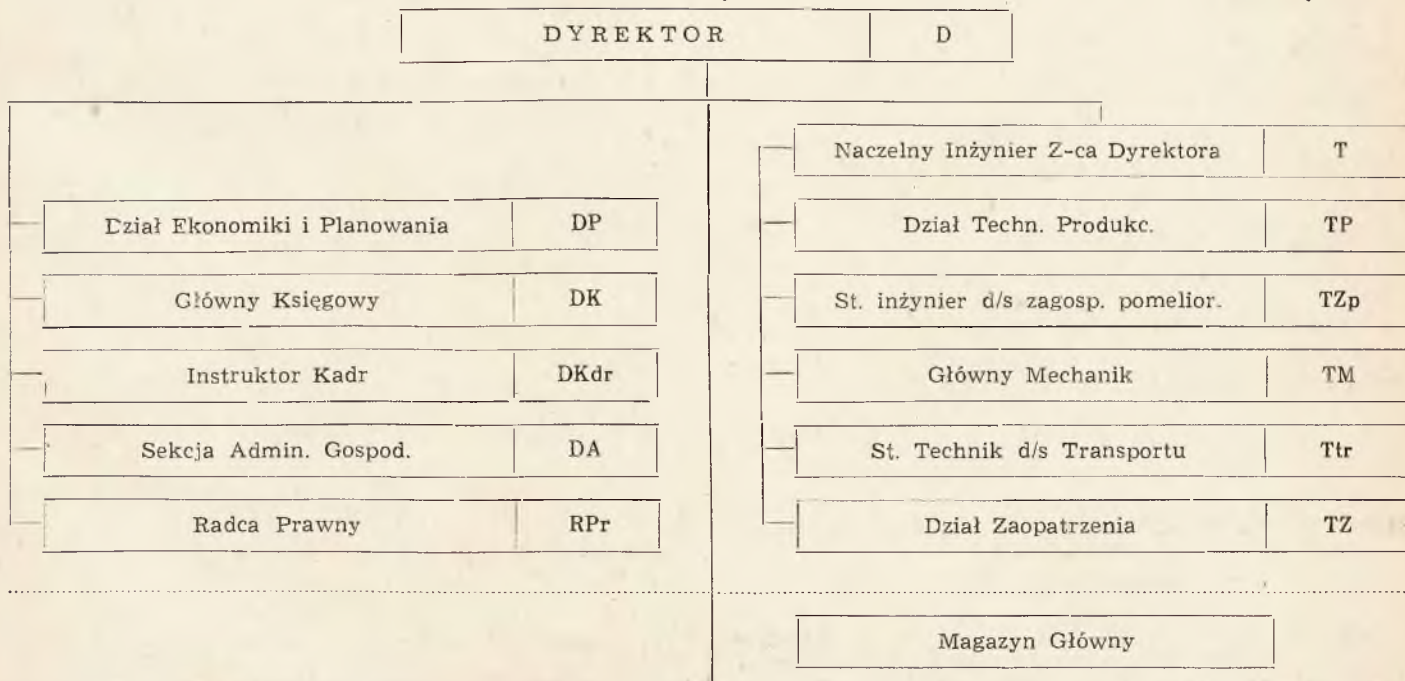 DYREKTOR D
Dział Ekonomiki i Planowania DP
Główny Księgowy DK
Instruktor Kadr DKdr
Sekcja Admin. Gospod. DA
Radca Prawny RPr
Naczelny Inżynier Z-ca Dyrektora T
Dział Techn. Produkc. TP
St. inżynier d/s zagosp. pomelior. TZp
Główny Mechanik TM
St. Technik d/s Transportu Ttr
Dział Zaopatrzenia TZ
Magazyn Główny